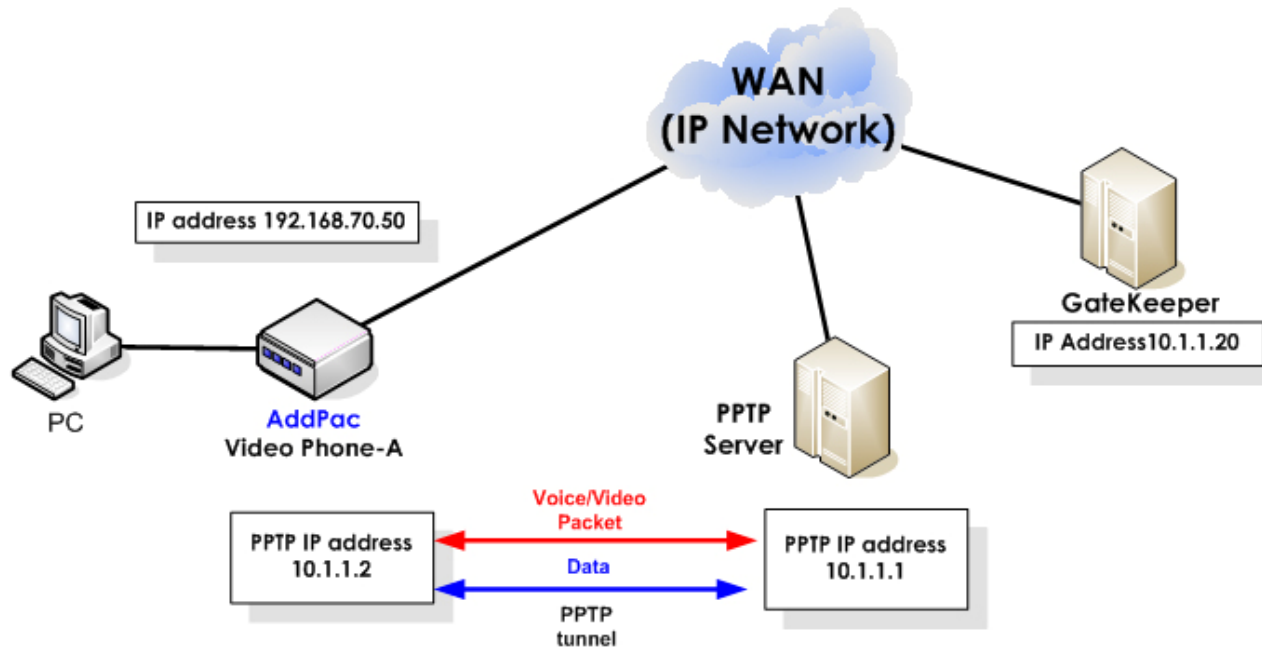 WAN
(IP Network)
IP address 192.168.70.50
GateKeeper
IP Address10.1.1.20
PC
AddPac
Video Phone-A
PPTP
Server
Voice/Video
Packet
PPTP IP address
10.1.1.2
PPTP IP address
10.1.1.1
Data
PPTP
tunnel